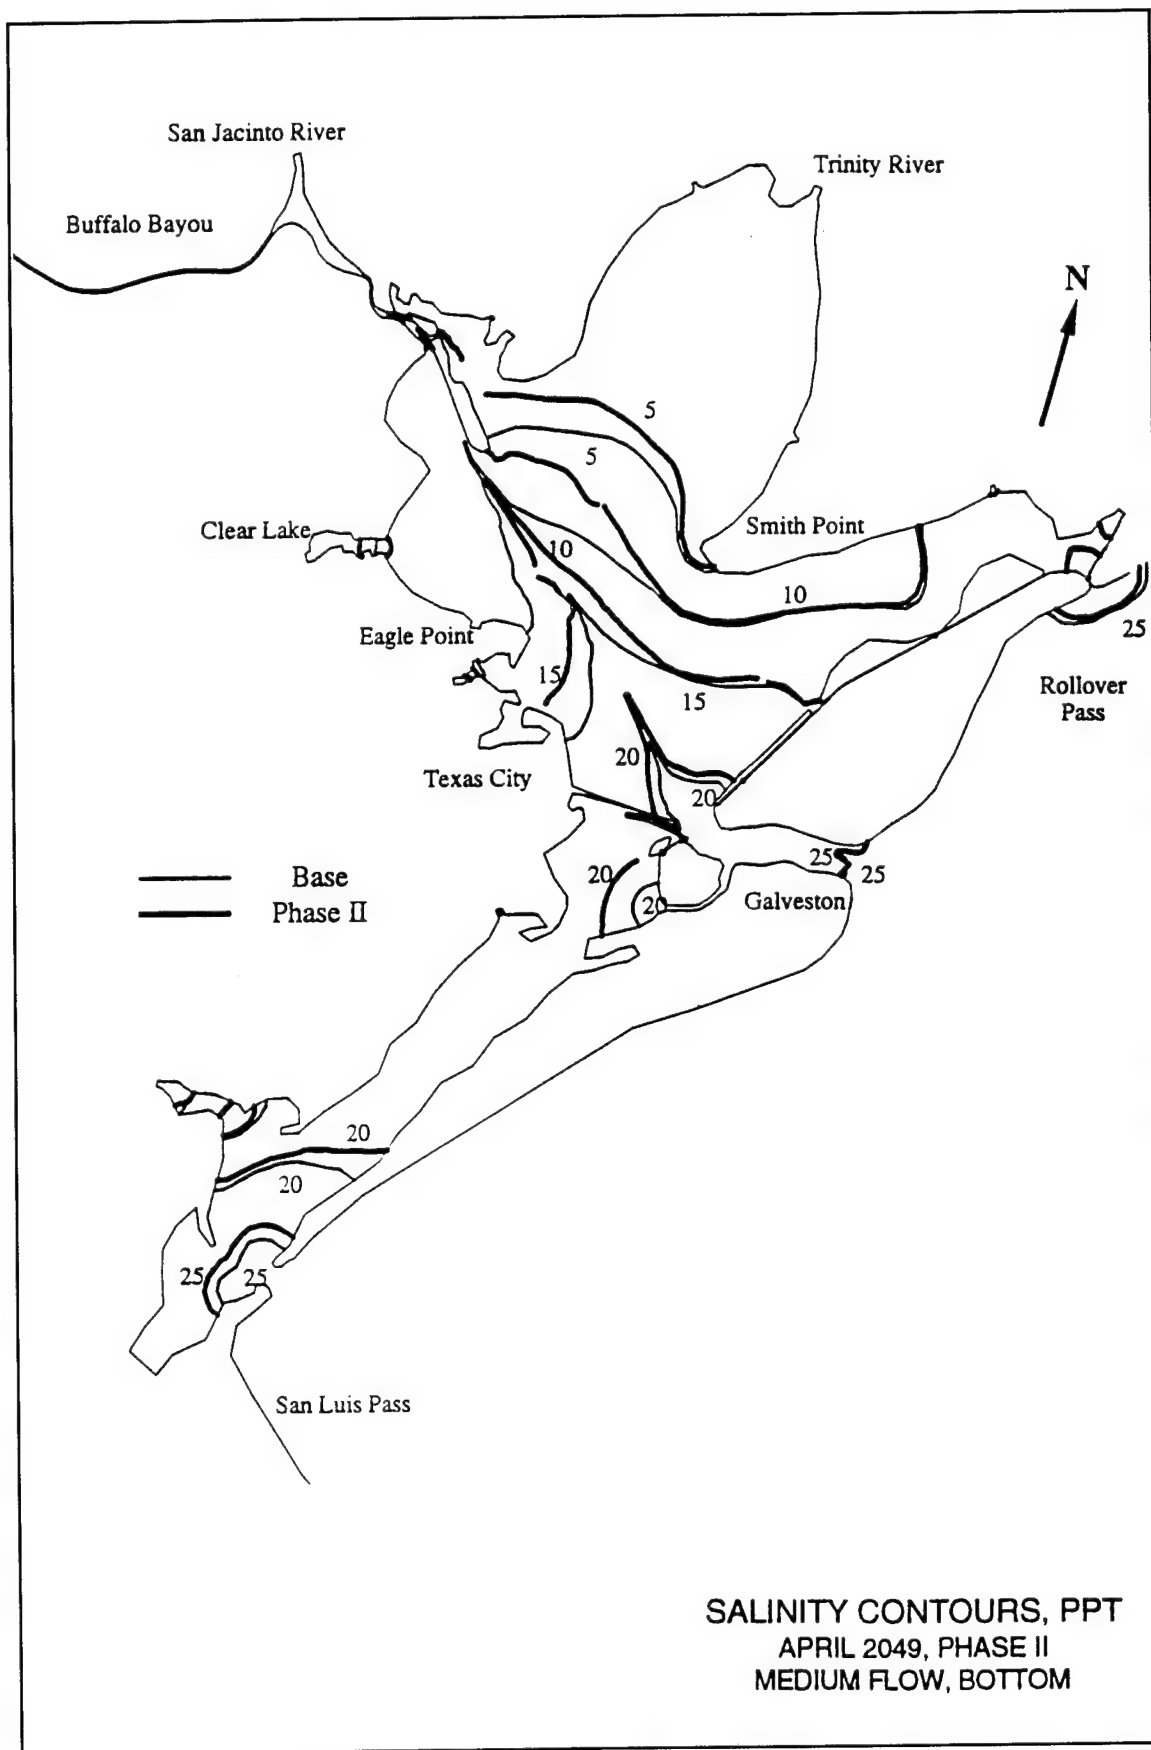 San Jacinto River
Trinity River
Buffalo Bayou
N
5
5
Clear Lake
Smith Point
10
10
Eagle Point
25
15
15
Rollover
Pass
20
Texas City
20
25
25
20
20
Galveston
Base
Phase II
20
20
25
25
San Luis Pass
SALINITY CONTOURS, PPT
APRIL 2049, PHASE II
MEDIUM FLOW, BOTTOM